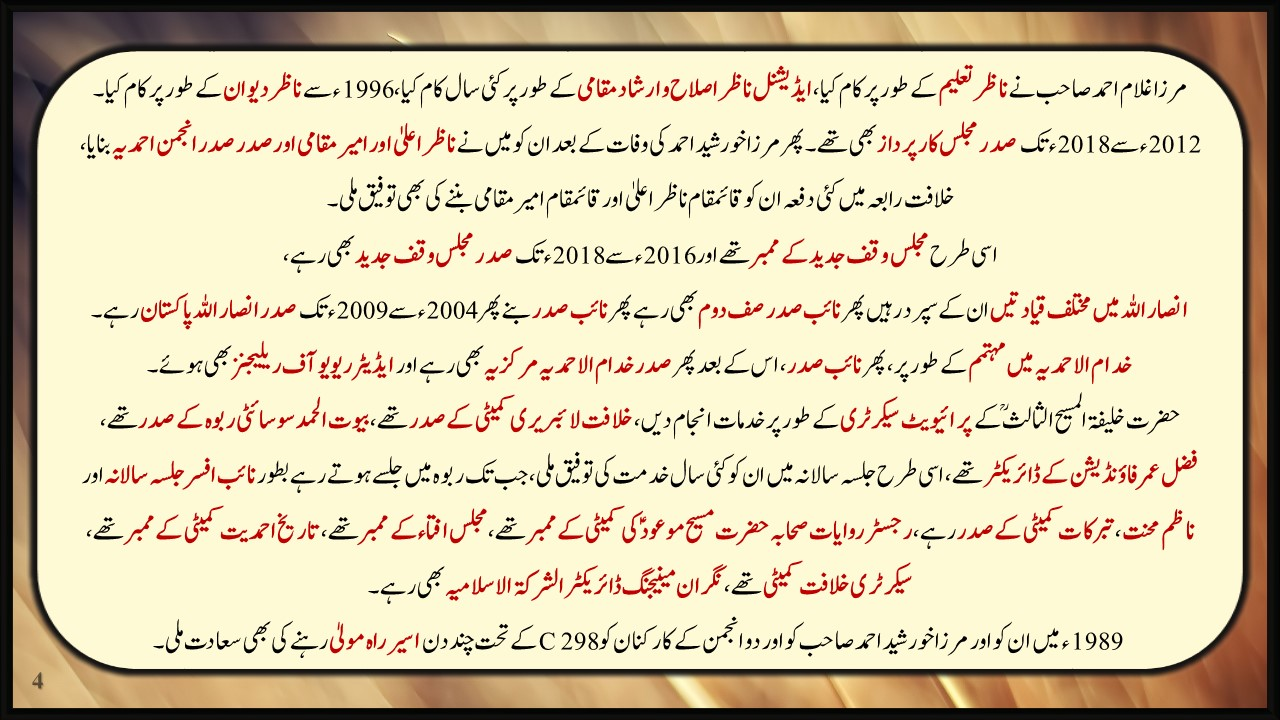 مرزا غلام احمد صاحب نے ناظر تعلیم کے طور پر کام کیا، ایڈیشنل ناظر اصلاح و ارشاد مقامی کے طور پر کئی سال کام کیا، 1996ء سے ناظر دیوان کے طور پر کام کیا۔
2012ء سے 2018ء تک صدر مجلس کارپرداز بھی تھے۔ پھر مرزا خورشید احمد کی وفات کے بعد ان کو میں نے ناظر اعلیٰ اور امیر مقامی اور صدر صدر انجمن احمدیہ بنایا،
خلافت رابعہ میں کئی دفعہ ان کو قائمقام ناظر اعلیٰ اور قائمقام امیر مقامی بننے کی بھی توفیق ملی۔
اسی طرح مجلس وقف جدید کے ممبر تھے اور 2016ء سے 2018ء تک صدر مجلس وقف جدید بھی رہے،
انصار اللہ میں مختلف قیادتیں ان کے سپرد رہیں پھر نائب صدر صف دوم بھی رہے پھر نائب صدر بنے پھر 2004ء سے 2009ء تک صدر انصار اللہ پاکستان رہے۔
خدام الاحمدیہ میں مہتمم کے طور پر، پھر نائب صدر، اس کے بعد پھر صدر خدام الاحمدیہ مرکزیہ بھی رہے اور ایڈیٹر ریویو آف ریلیجنز بھی ہوئے۔
حضرت خلیفۃ المسیح الثالثؒ کے پرائیویٹ سیکرٹری کے طور پر خدمات انجام دیں، خلافت لائبریری کمیٹی کے صدر تھے، بیوت الحمد سوسائٹی ربوہ کے صدر تھے،
فضل عمر فاؤنڈیشن کے ڈائریکٹر تھے، اسی طرح جلسہ سالانہ میں ان کو کئی سال خدمت کی توفیق ملی، جب تک ربوہ میں جلسے ہوتے رہے بطور نائب افسر جلسہ سالانہ اور
ناظم محنت، تبرکات کمیٹی کے صدر رہے، رجسٹر روایات صحابہ حضرت مسیح موعودؑ کی کمیٹی کے ممبر تھے، مجلس افتاء کے ممبر تھے، تاریخ احمدیت کمیٹی کے ممبر تھے،
سیکرٹری خلافت کمیٹی تھے، نگران مینیجنگ ڈائریکٹر الشرکۃ الاسلامیہ بھی رہے۔
1989ء میں ان کو اور مرزا خورشید احمد صاحب کو اور دو انجمن کے کارکنان کو 298 C کے تحت چند دن اسیر راہ مولیٰ رہنے کی بھی سعادت ملی۔
4